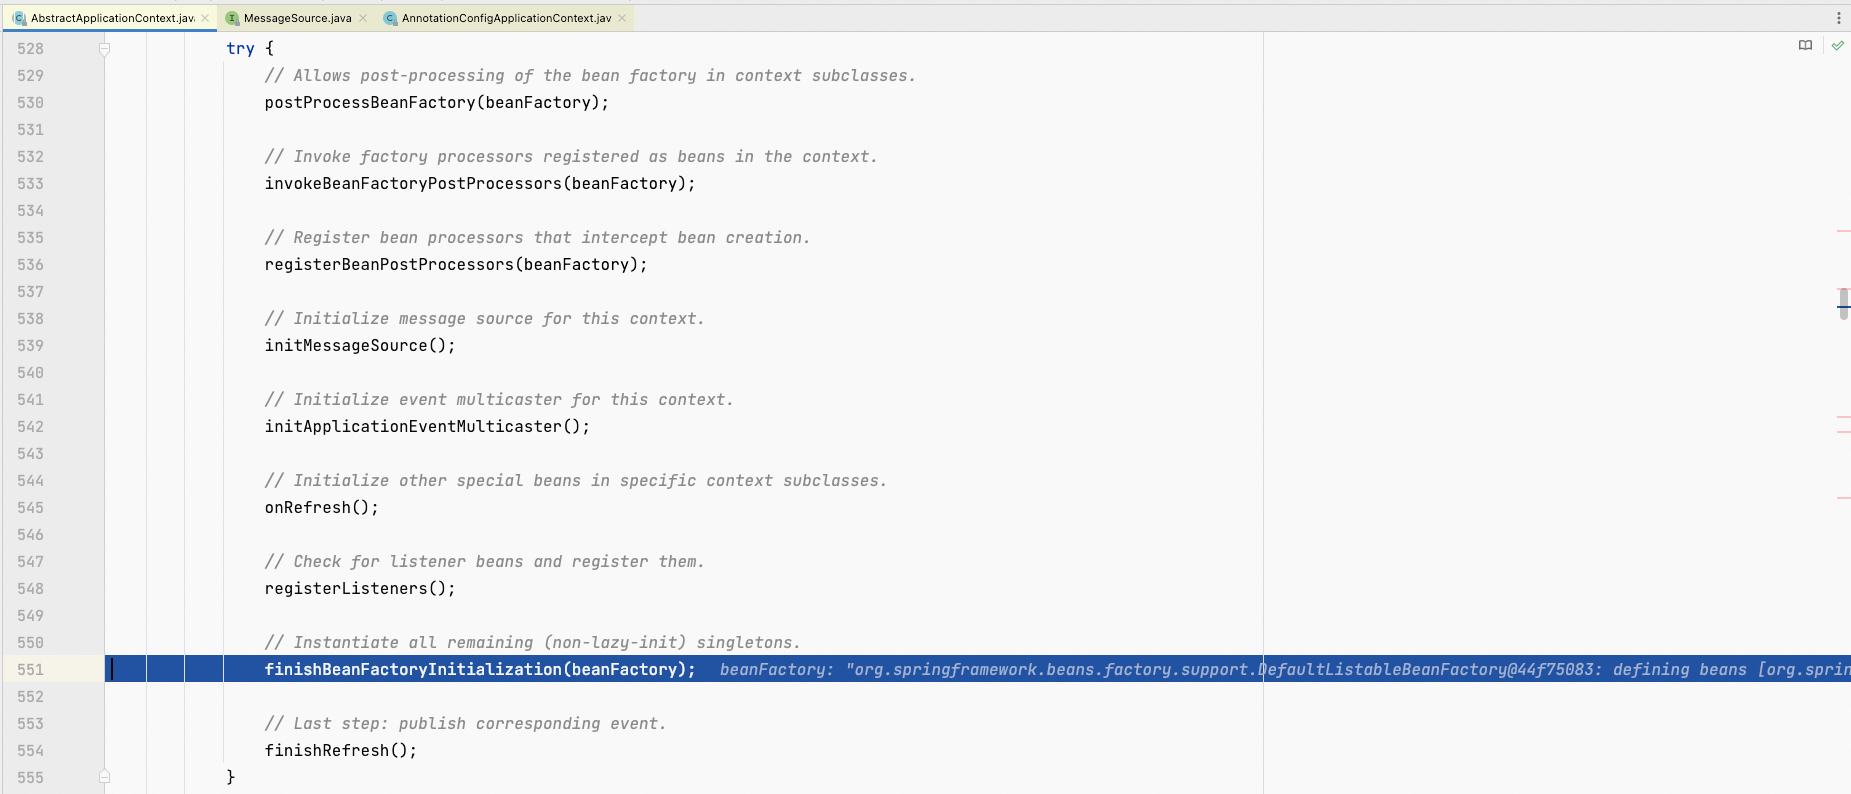 AbstractApplicationContext.java MessageSource.java AnnotationConfigApplicationContext.jav
528 try {
529 // Allows post-processing of the bean factory in context subclasses.
530 postProcessBeanFactory(beanFactory);
531
532 // Invoke factory processors registered as beans in the context.
533 invokeBeanFactoryPostProcessors(beanFactory);
534
535 // Register bean processors that intercept bean creation.
536 registerBeanPostProcessors(beanFactory);
537
538 // Initialize message source for this context.
539 initMessageSource();
540
541 // Initialize event multicaster for this context.
542 initApplicationEventMulticaster();
543
544 // Initialize other special beans in specific context subclasses.
545 onRefresh();
546
547 // Check for listener beans and register them.
548 registerListeners();
549
550 // Instantiate all remaining (non-lazy-init) singletons.
551 finishBeanFactoryInitialization(beanFactory); beanFactory: "org.springframework.beans.factory.support.DefaultListableBeanFactory@44f75083: defining beans [org.sprin
552
553 // Last step: publish corresponding event.
554 finishRefresh();
555 }